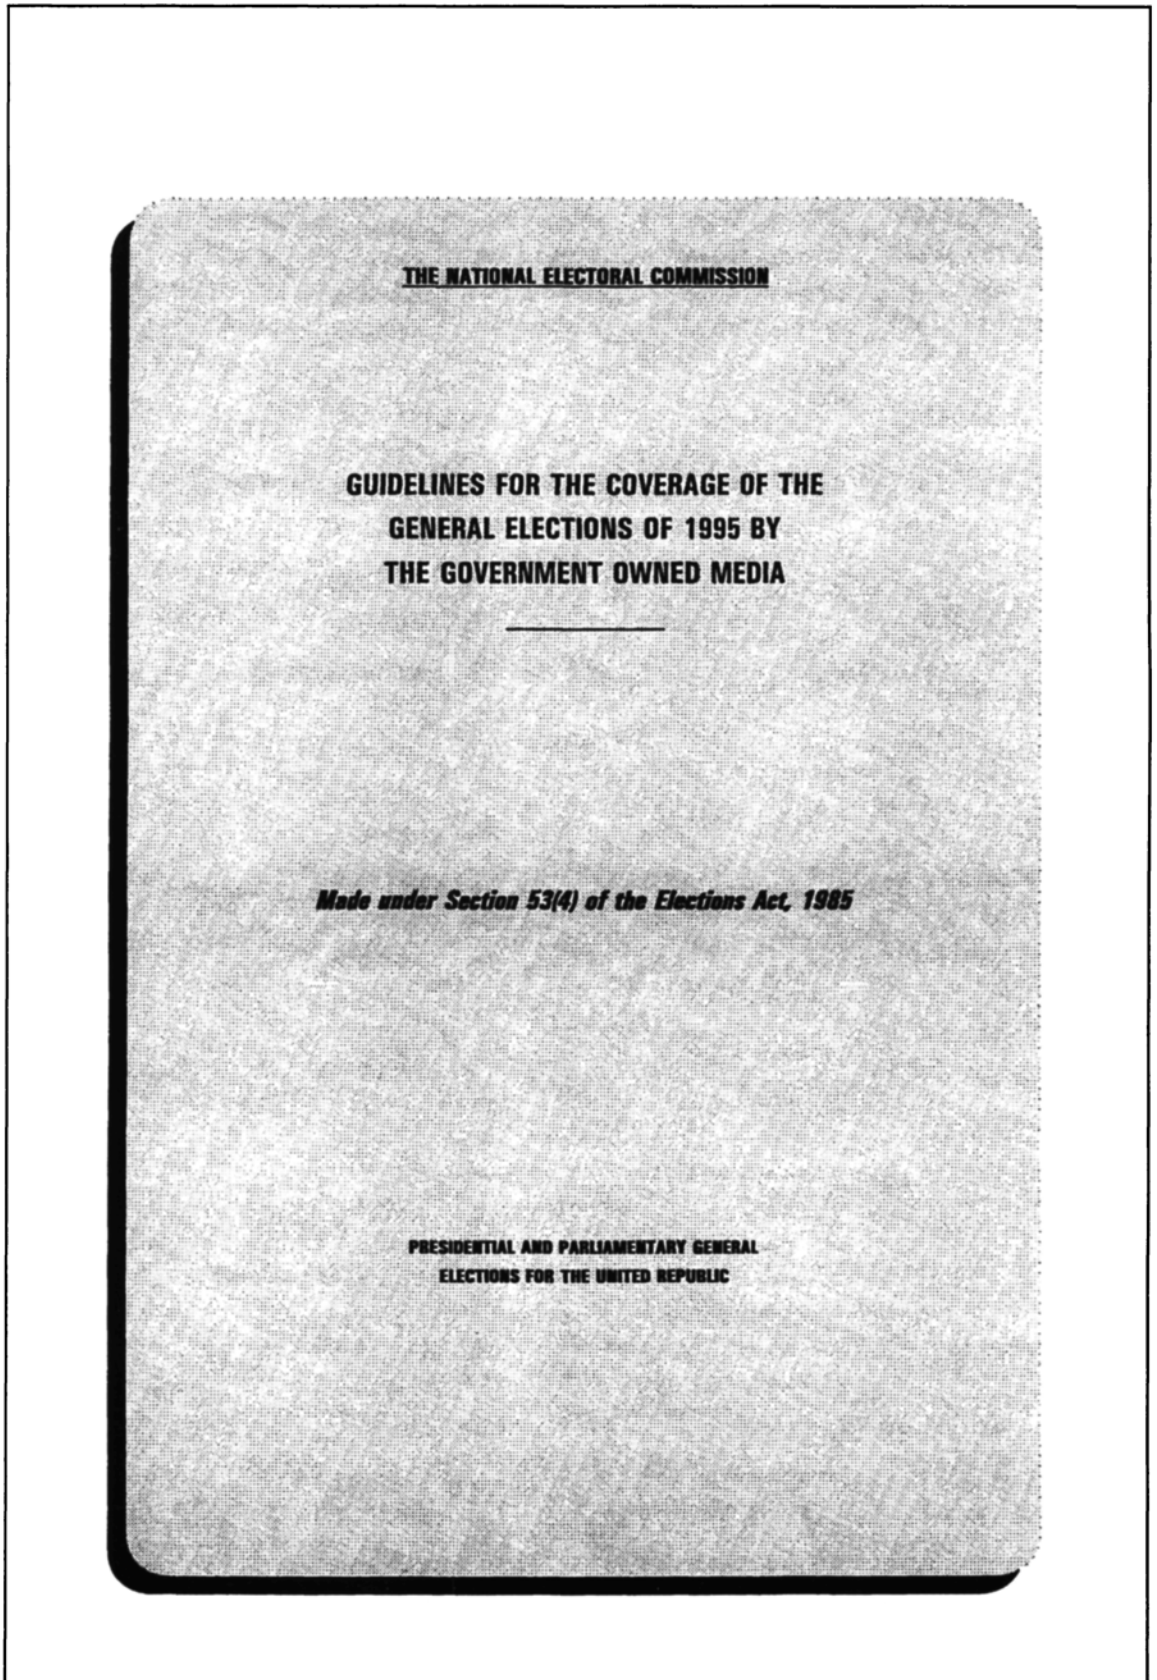 THE NATIONAL ELECTORAL COMMISSION
GUIDELINES FOR THE COVERAGE OF THE
GENERAL ELECTIONS OF 1995 BY
THE GOVERNMENT OWNED MEDIA
Made under Section 53(4) of the Elections Act, 1985
PRESIDENTIAL AND PARLIAMENTARY GENERAL
ELECTIONS FOR THE UNITED REPUBLIC